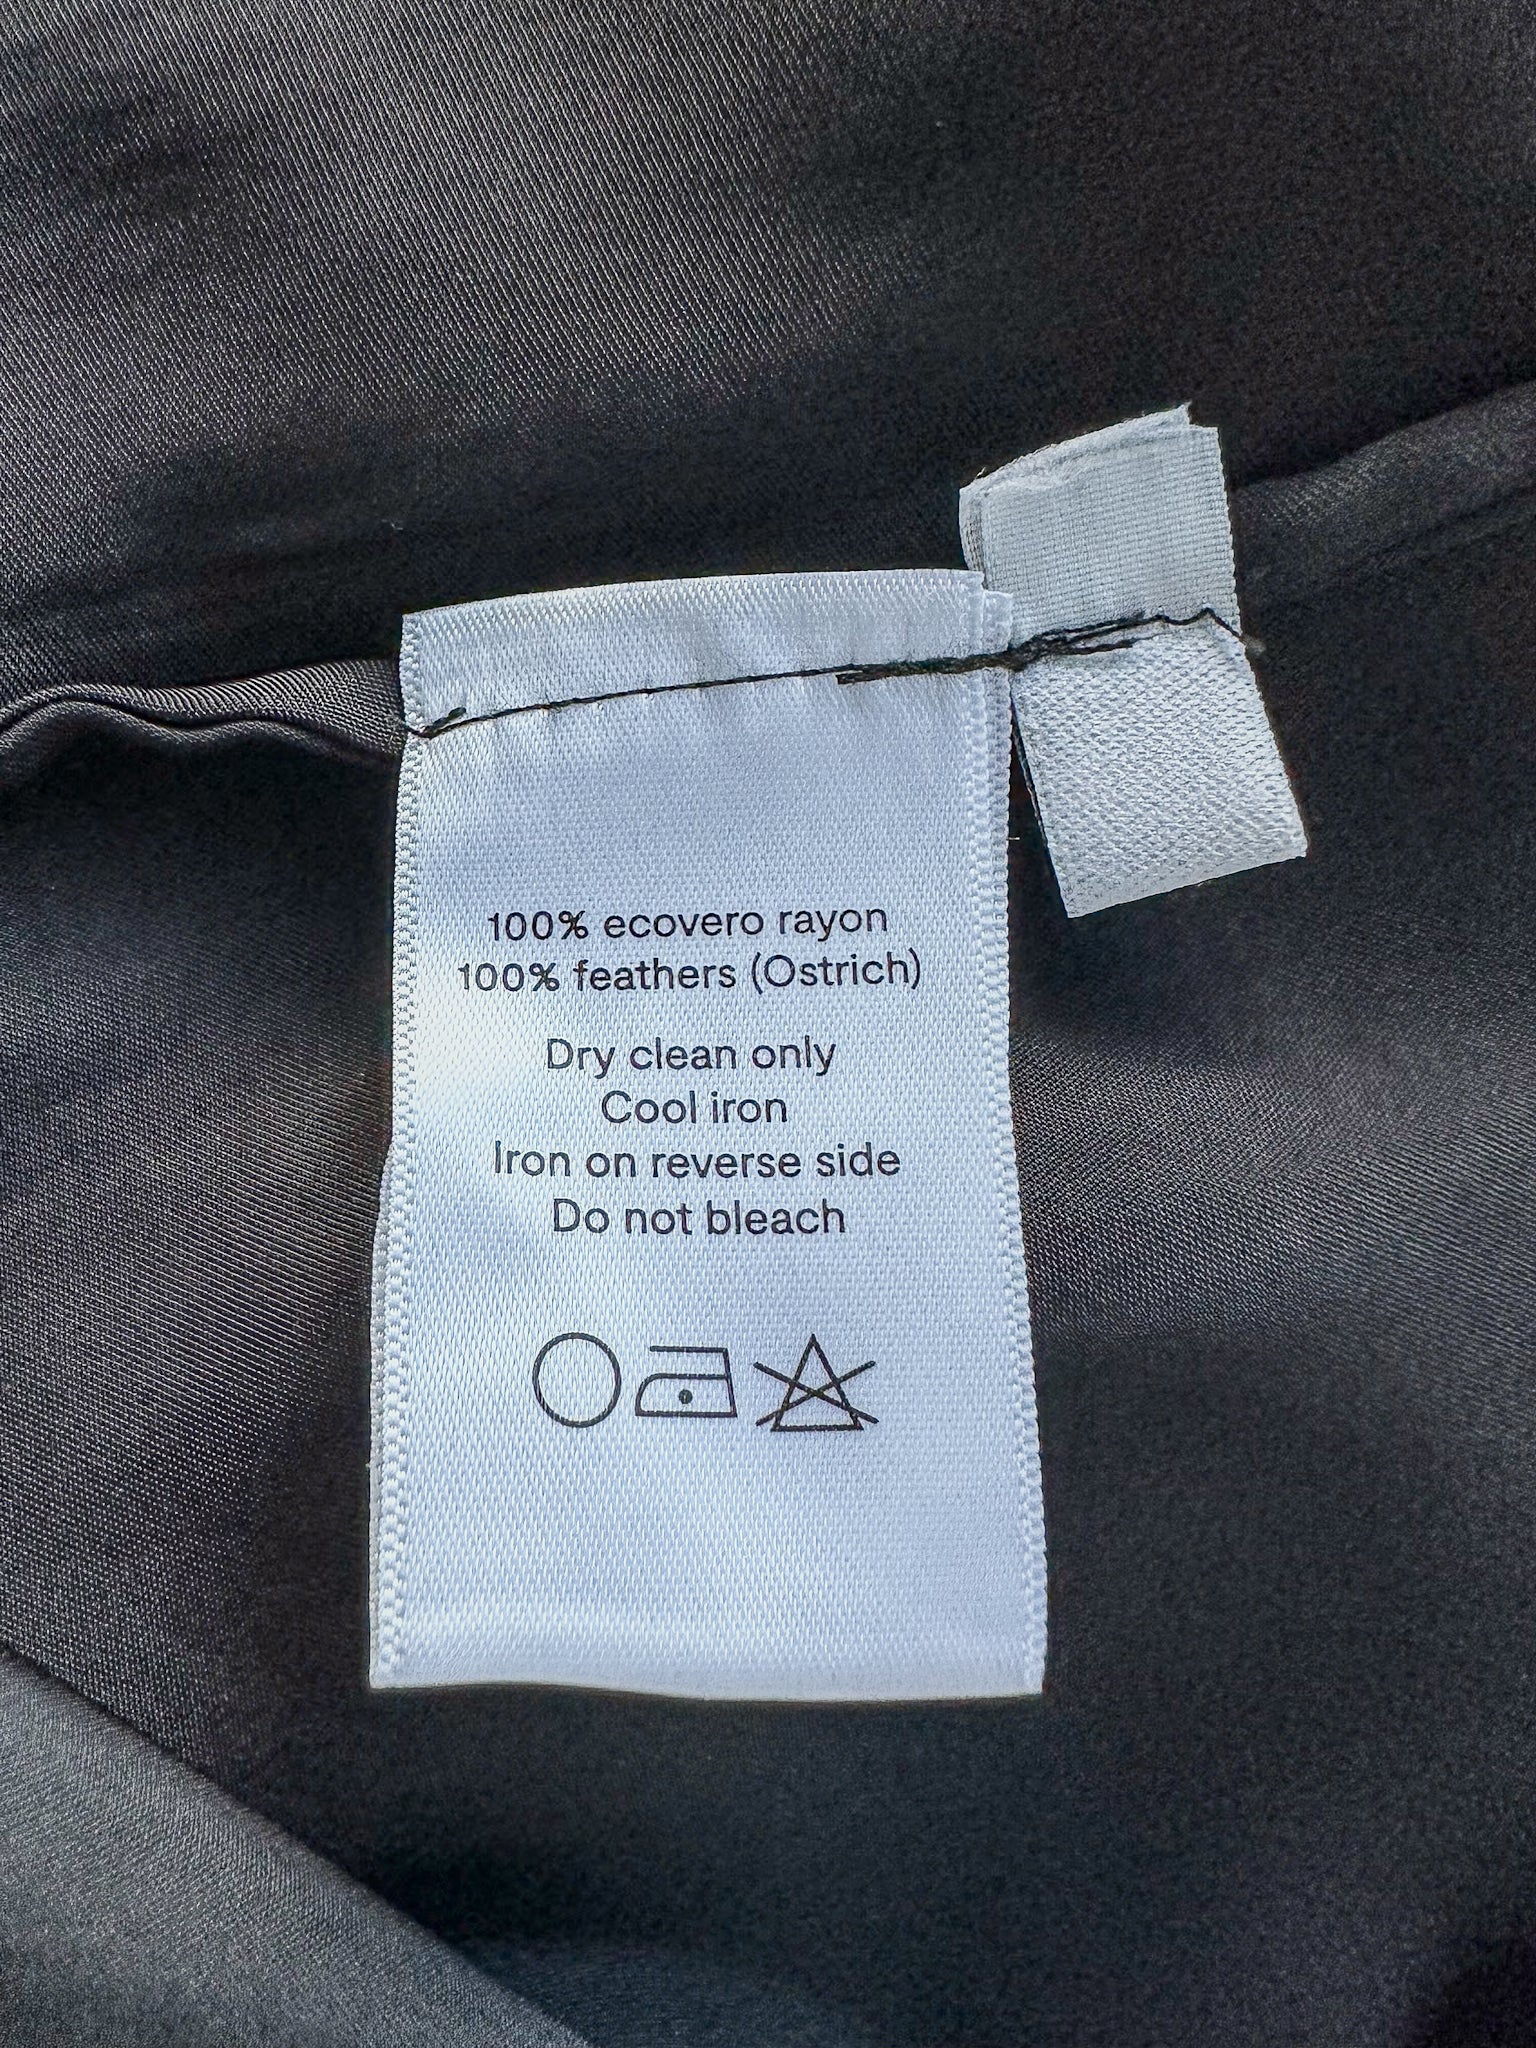 100% ecovero rayon
100% feathers (Ostrich)
Dry clean only
Cool iron
Iron on reverse side
Do not bleach